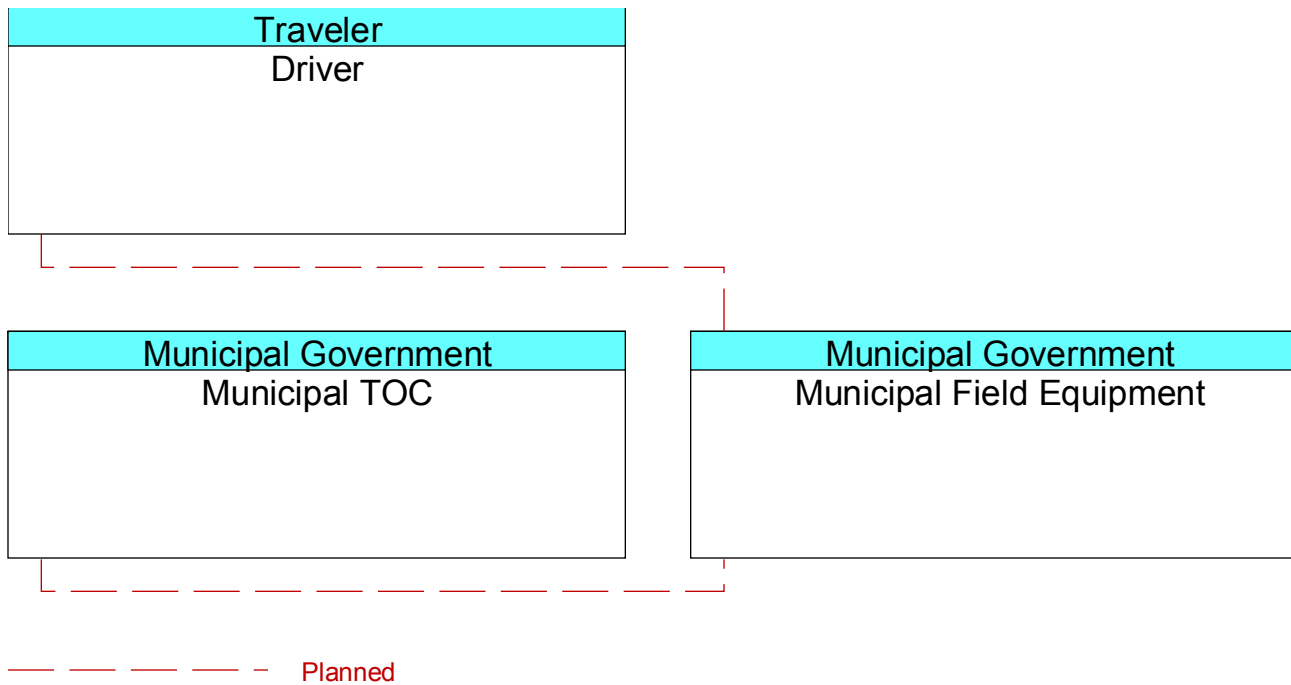 Traveler
Driver
Municipal Government
Municipal TOC
Municipal Government
Municipal Field Equipment
Planned